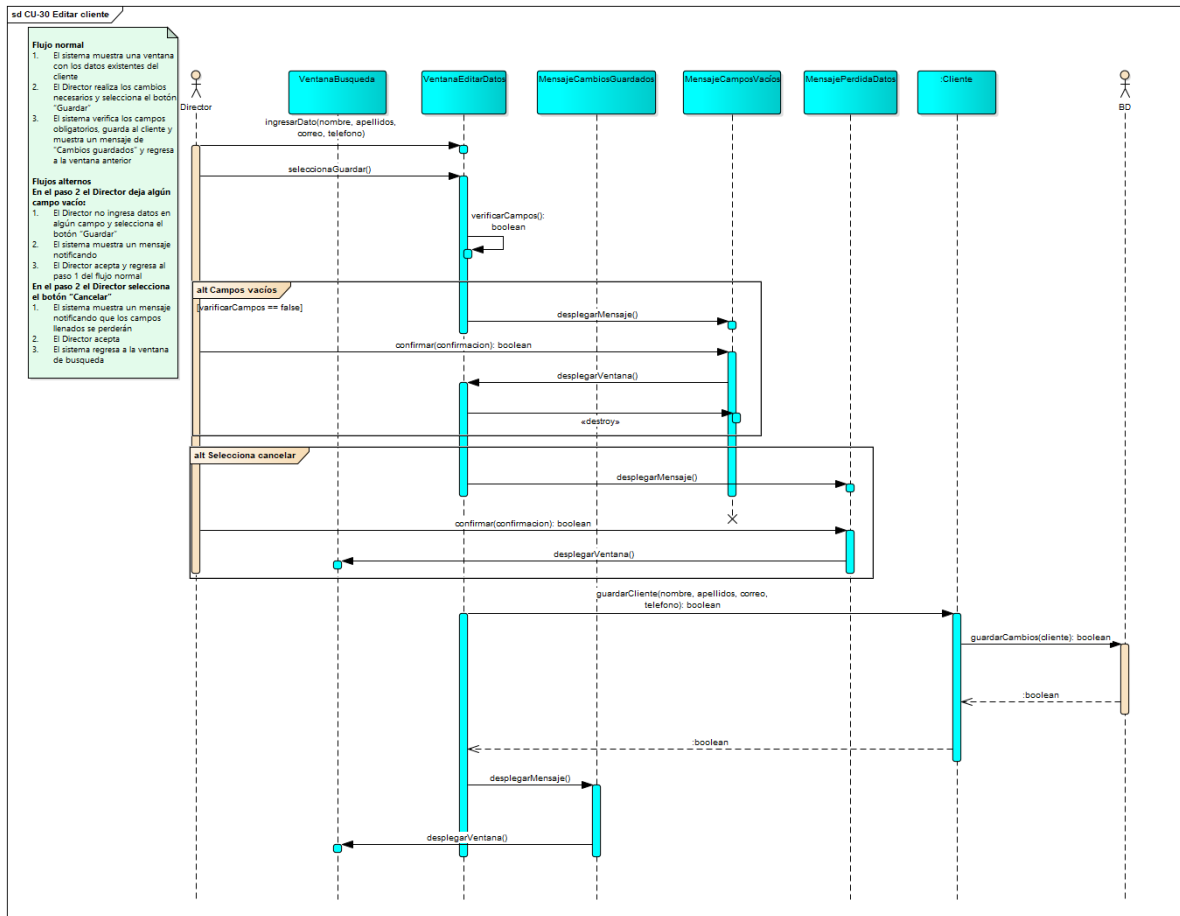 sd CU-30 Editar cliente
Flujo normal
1. El sistema muestra una ventana
con los datos existentes del
cliente
2. El Director realiza los cambios
necesarios y selecciona el botón
"Guardar"
3. El sistema verifica los campos
obligatorios, guarda al cliente y
muestra un mensaje de
"Cambios guardados" y regresa
a la ventana anterior
Flujos alternos
En el paso 2 el Director deja algún
campo vacío:
1. El Director no ingresa datos en
algún campo y selecciona el
botón "Guardar"
2. El sistema muestra un mensaje
notificando
3. El Director acepta y regresa al
paso 1 del flujo normal
En el paso 2 el Director selecciona
el botón "Cancelar"
1. El sistema muestra un mensaje
notificando que los campos
llenados se perderán
2. El Director acepta
3. El sistema regresa a la ventana
de busqueda
Director
VentanaBusqueda
VentanaEditarDatos
MensajeCambiosGuardados
MensajeCamposVacíos
MensajePerdidaDatos
:Cliente
BD
ingresarDato(nombre, apellidos,
correo, telefono)
seleccionaGuardar()
verificarCampos():
boolean
alt Campos vacíos
[varificarCampos == false]
desplegarMensaje()
confirmar(confirmacion): boolean
desplegarVentana()
«destroy»
alt Selecciona cancelar
desplegarMensaje()
confirmar(confirmacion): boolean
desplegarVentana()
guardarCliente(nombre, apellidos, correo,
telefono): boolean
guardarCambios(cliente): boolean
:boolean
:boolean
desplegarMensaje()
desplegarVentana()